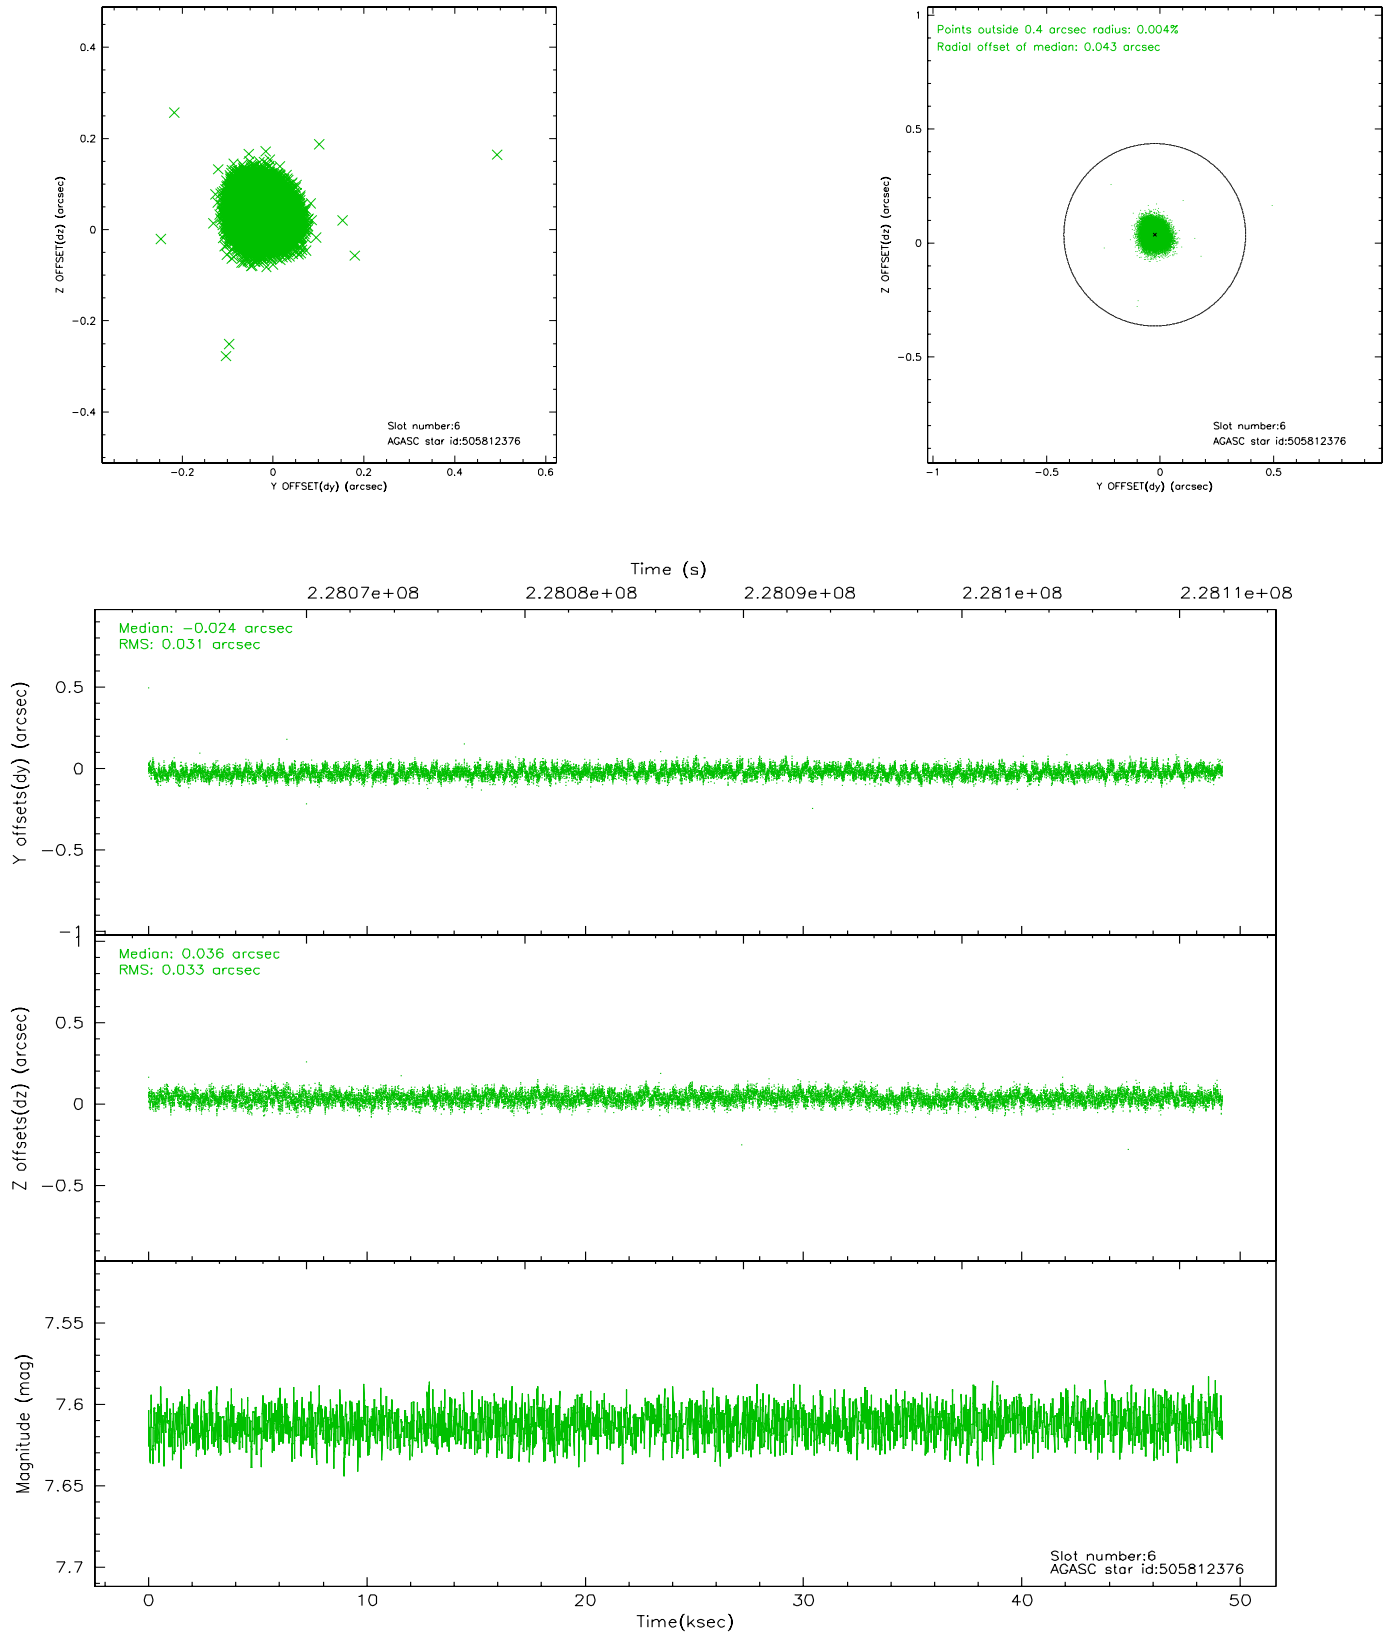 0.4
0.2
0
−0.2
−0.4
Z OFFSET(dz) (arcsec)
Slot number:6
AGASC star id:505812376
−0.2 0 0.2 0.4 0.6
Y OFFSET(dy) (arcsec)
Points outside 0.4 arcsec radius: 0.004%
Radial offset of median: 0.043 arcsec
1
0.5
0
−0.5
Z OFFSET(dz) (arcsec)
Slot number:6
AGASC star id:505812376
−1 −0.5 0 0.5
Y OFFSET(dy) (arcsec)
Time (s)
2.2807e+08 2.2808e+08 2.2809e+08 2.281e+08 2.2811e+08
Median: −0.024 arcsec
RMS: 0.031 arcsec
0.5
0
−0.5
−1
Y offsets(dy) (arcsec)
Median: 0.036 arcsec
RMS: 0.033 arcsec
1
0.5
0
−0.5
Z offsets(dz) (arcsec)
7.55
7.6
7.65
7.7
Magnitude (mag)
Slot number:6
AGASC star id:505812376
0 10 20 30 40 50
Time(ksec)